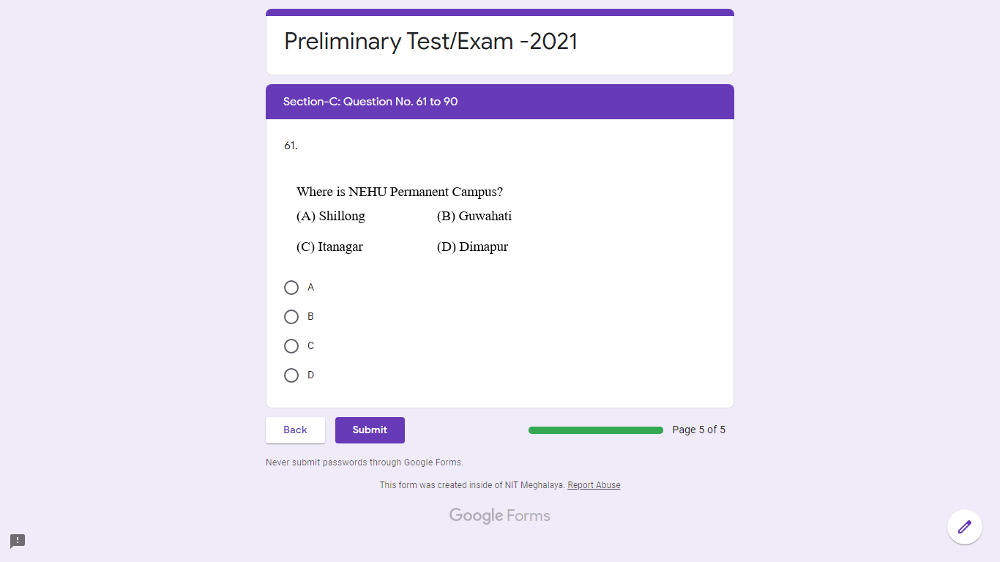 Preliminary Test/Exam -2021
Section-C: Question No. 61 to 90
61.
Where is NEHU Permanent Campus?
(A) Shillong (B) Guwahati
(C) Itanagar (D) Dimapur
A
B
C
D
Back Submit Page 5 of 5
Never submit passwords through Google Forms.
This form was created inside of NIT Meghalaya. Report Abuse
Google Forms